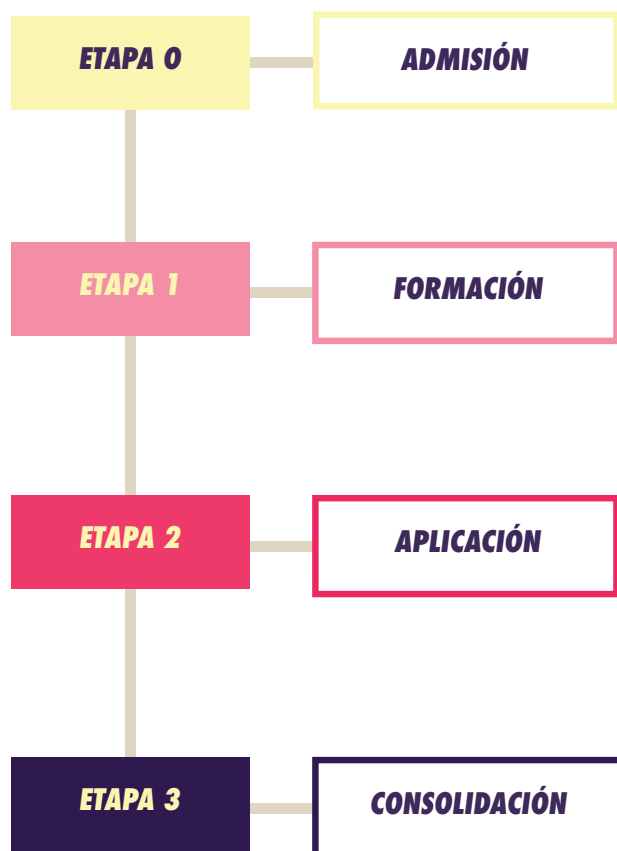 ETAPA 0
ADMISIÓN
ETAPA 1
FORMACIÓN
ETAPA 2
APLICACIÓN
ETAPA 3
CONSOLIDACIÓN